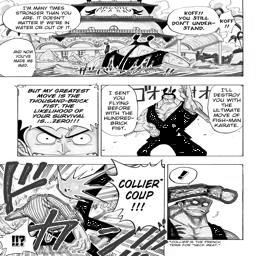 KOFF!!
KOFF!!
YOU STILL
DON'T UNDER-
STAND.
I'M MANY TIMES
STRONGER THAN YOU
ARE. IT DOESN'T
MATTER IF WE'RE IN
WATER OR OUT OF IT.
AND NOW
YOU'VE
MADE ME
MAD.
I'LL
DESTROY
YOU WITH
THE
ULTIMATE
MOVE OF
FISH-MAN
KARATE.
I SENT
YOU
FLYING
BEFORE
WITH THE
HUNDRED-
BRICK
FIST.
BUT MY GREATEST
MOVE IS THE
THOUSAND-BRICK
FIST. THE
LIKELIHOOD OF
YOUR SURVIVAL
IS... ZERO!!!
!
"COLLIER"
COUP !!!
!!!?
*COLLIER IS THE FRENCH
TERM FOR "NECK MEAT."